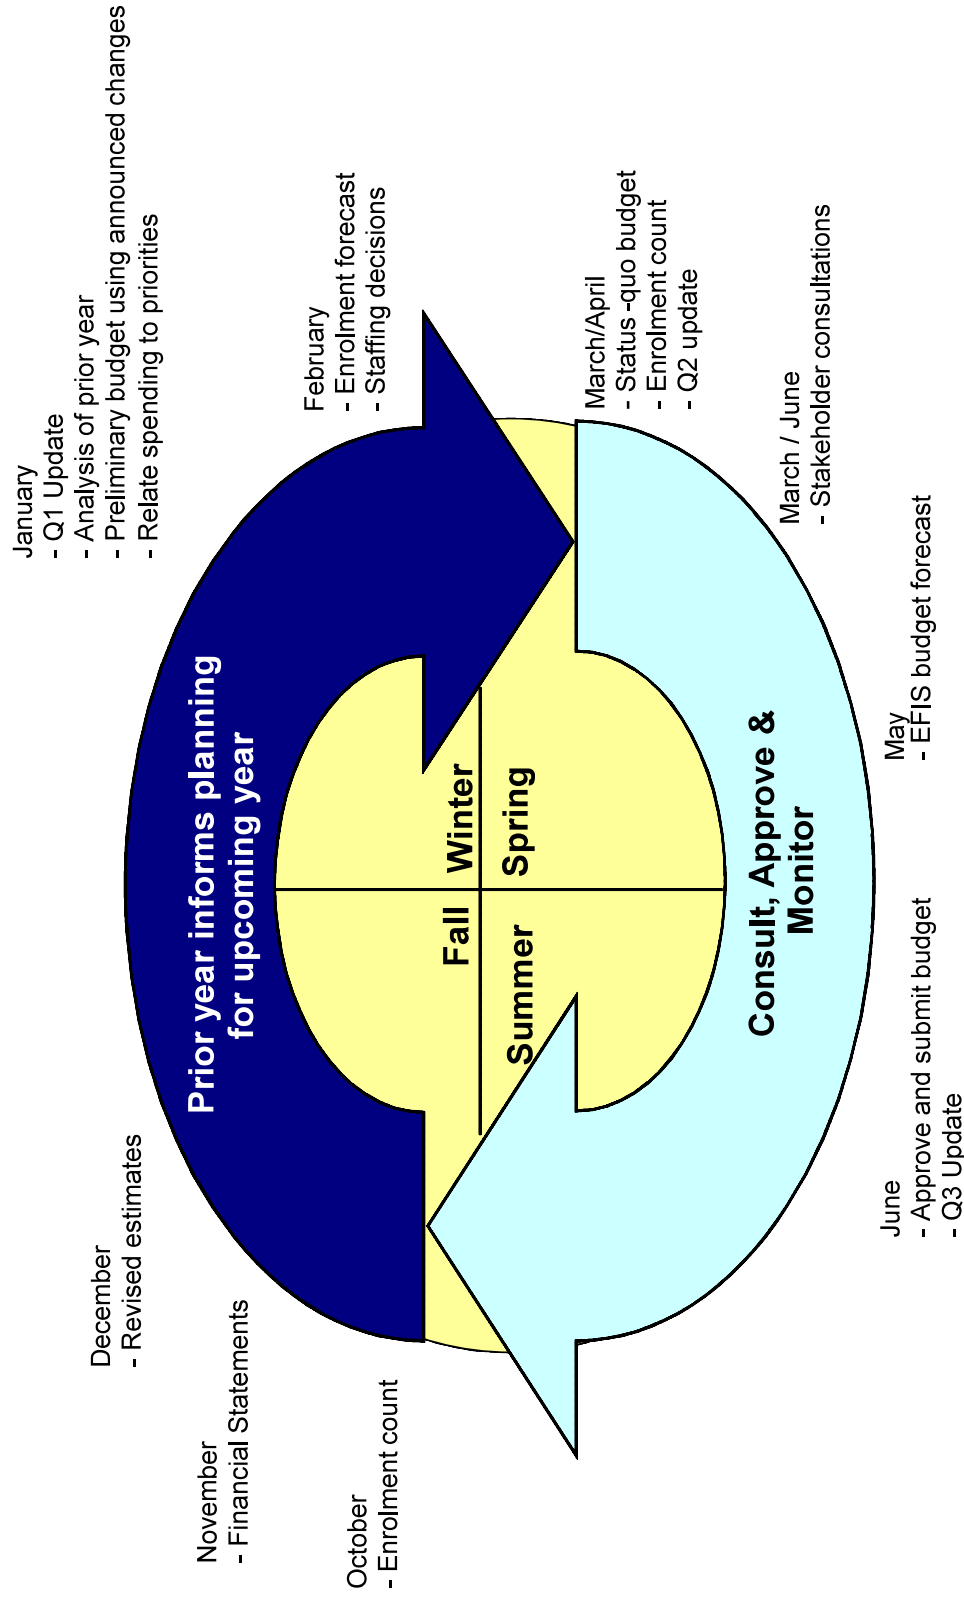 January
- Q1 Update
- Analysis of prior year
- Preliminary budget using announced changes
- Relate spending to priorities
February
- Enrolment forecast
- Staffing decisions
March/April
- Status -quo budget
- Enrolment count
- Q2 update
March / June
- Stakeholder consultations
May
- EFIS budget forecast
June
- Approve and submit budget
- Q3 Update
October
- Enrolment count
November
- Financial Statements
December
- Revised estimates
Prior year informs planning
for upcoming year
Fall
Winter
Summer
Spring
Consult, Approve &
Monitor